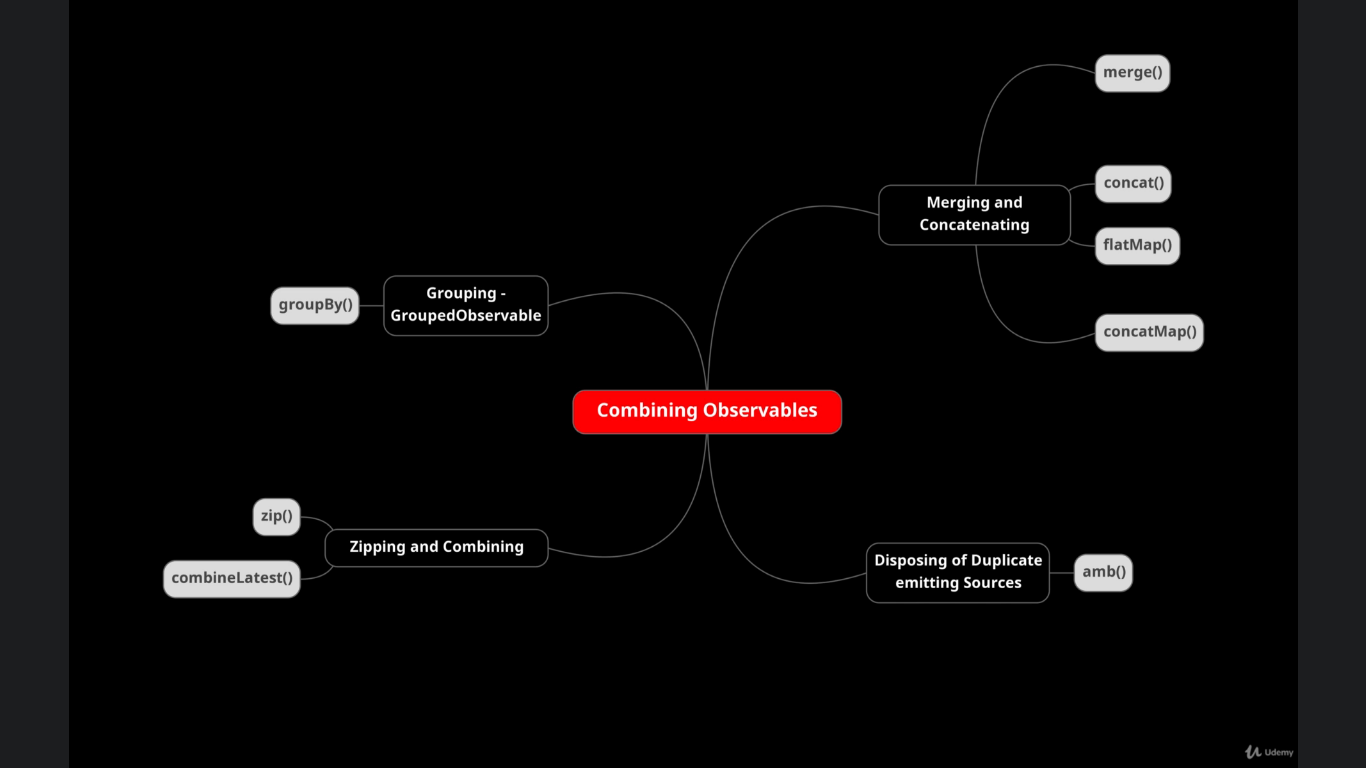 Combining Observables
Merging and
Concatenating
merge()
concat()
flatMap()
concatMap()
Disposing of Duplicate
emitting Sources
amb()
Grouping -
GroupedObservable
groupBy()
Zipping and Combining
zip()
combineLatest()
Udemy